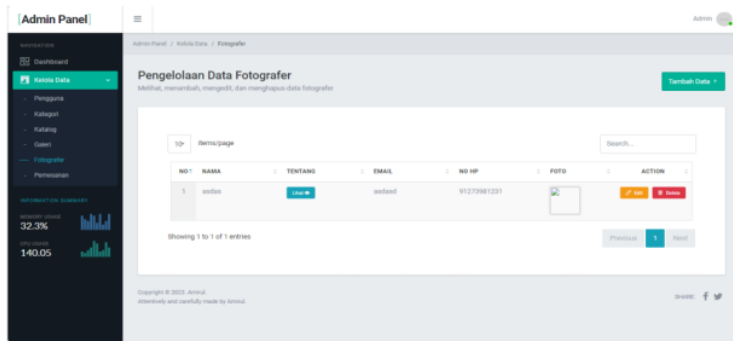 [Admin Panel]
Admin
NAVIGATION
Dashboard
Kelola Data
- Pengguna
- Kategori
- Katalog
- Galeri
Fotografer
- Pemesanan
INFORMATION SUMMARY
MEMORY USAGE
32.3%
CPU USAGE
140.05
Admin Panel / Kelola Data / Fotografer
Pengelolaan Data Fotografer
Melihat, menambah, mengedit, dan menghapus data fotografer
Tambah Data +
10 Items/page
Search...
NO NAMA TENTANG EMAIL NO HP FOTO ACTION
1 asdas Lihat asdasd 91273981231 Edit Delete
Showing 1 to 1 of 1 entries
Previous 1 Next
Copyright © 2022. Amirul.
Attentively and carefully made by Amirul.
SHARE: